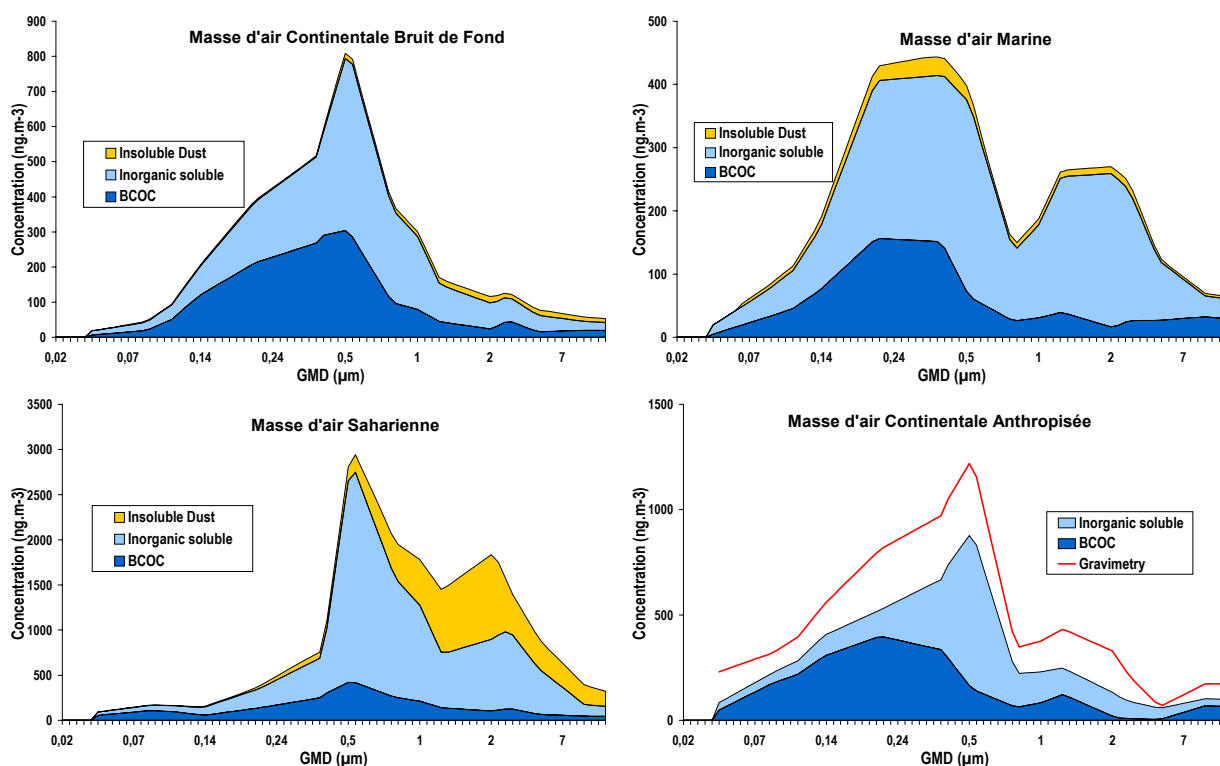 Masse d'air Continentale Bruit de Fond
Concentration (ng.m-3)
900
800
700
600
500
400
300
200
100
0
Insoluble Dust
Inorganic soluble
BCOC
0,02 0,07 0,14 0,24 0,5 1 2 7
GMD (µm)
Masse d'air Marine
Concentration (ng.m-3)
500
400
300
200
100
0
Insoluble Dust
Inorganic soluble
BCOC
0,02 0,07 0,14 0,24 0,5 1 2 7
GMD (µm)
Masse d'air Saharienne
Concentration (ng.m-3)
3500
3000
2500
2000
1500
1000
500
0
Insoluble Dust
Inorganic soluble
BCOC
0,02 0,07 0,14 0,24 0,5 1 2 7
GMD (µm)
Masse d'air Continentale Anthropisée
Concentration (ng.m-3)
1500
1000
500
0
Inorganic soluble
BCOC
Gravimetry
0,02 0,07 0,14 0,24 0,5 1 2 7
GMD (µm)